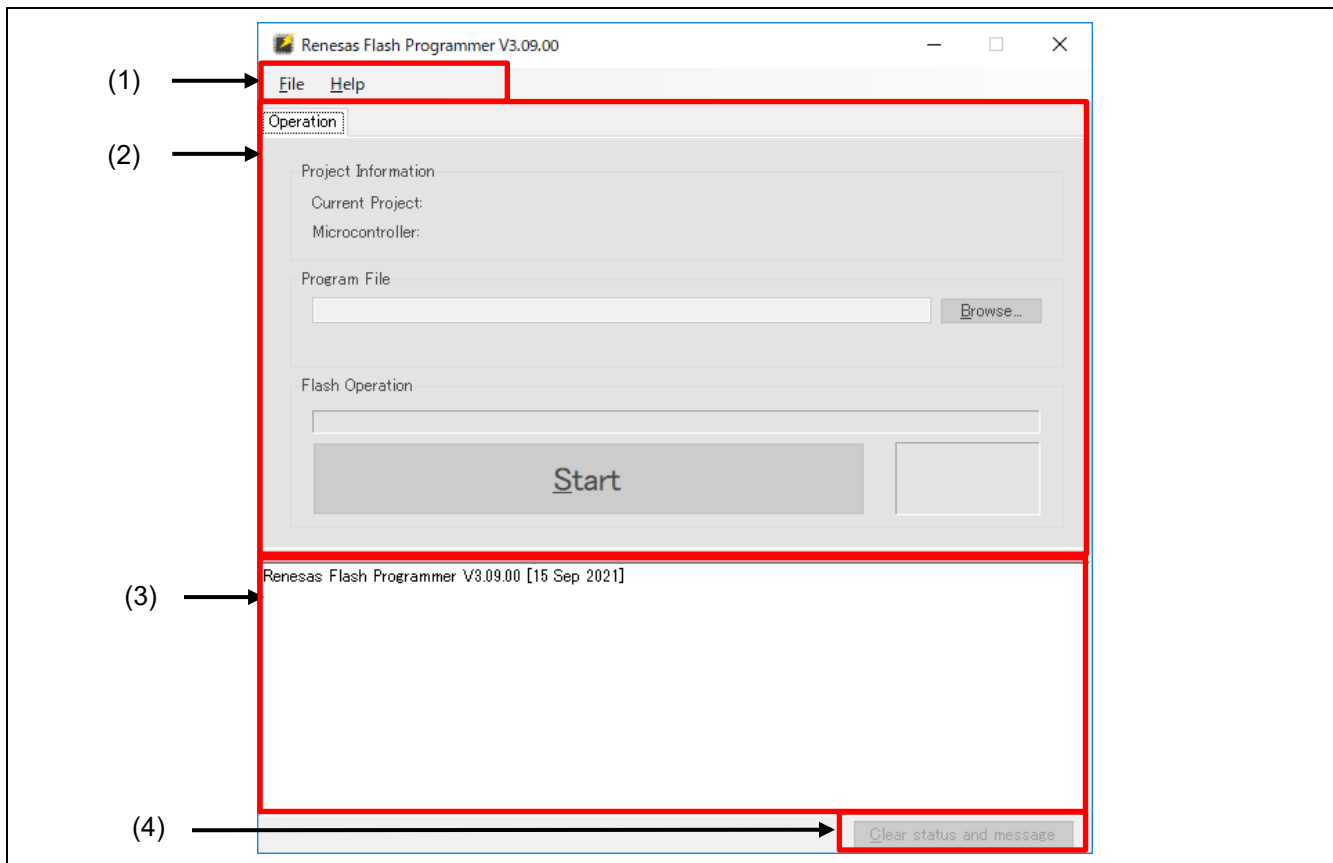 Renesas Flash Programmer V3.09.00
(1)
File Help
Operation
(2)
Project Information
Current Project:
Microcontroller:
Program File
Browse...
Flash Operation
Start
Renesas Flash Programmer V3.09.00 [15 Sep 2021]
(3)
(4)
Clear status and message